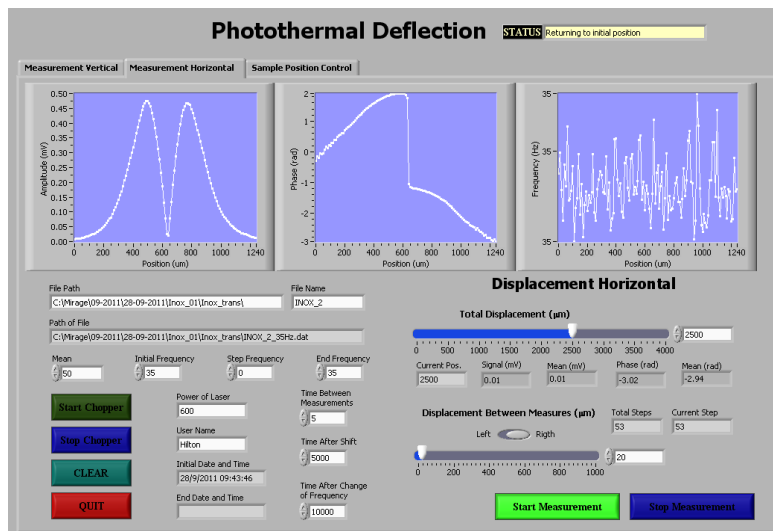 Photothermal Deflection
STATUS Returning to initial position
Measurement Vertical Measurement Horizontal Sample Position Control
0.50
0.45
0.40
0.35
0.30
0.25
0.20
0.15
0.10
0.05
0.00
Amplitude (mV)
0 200 400 600 800 1000 1240
Position (um)
2
1
0
-1
-2
-3
Phase (rad)
0 200 400 600 800 1000 1240
Position (um)
35
35
35
Frequency (Hz)
0 200 400 600 800 1000 1240
Position (um)
File Path File Name
C:\Mirage\09-2011\28-09-2011\Inox_01\Inox_trans\ INOX_2
Path of File
C:\Mirage\09-2011\28-09-2011\Inox_01\Inox_trans\INOX_2_35Hz.dat
Mean Initial Frequency Step Frequency End Frequency
50 35 0 35
Start Chopper
Stop Chopper
CLEAR
QUIT
Power of Laser
600
User Name
Hilton
Initial Date and Time
28/9/2011 09:43:46
End Date and Time
Time Between
Measurements
5
Time After Shift
5000
Time After Change
of Frequency
10000
Displacement Horizontal
Total Displacement (µm)
2500
0 500 1000 1500 2000 2500 3000 3500 4000
Current Pos. Signal (mV) Mean (mV) Phase (rad) Mean (rad)
2500 0.01 0.01 -3.02 -2.94
Displacement Between Measures (µm)
Left Rigth
Total Steps Current Step
53 53
20
0 200 400 600 800 1000
Start Measurement Stop Measurement